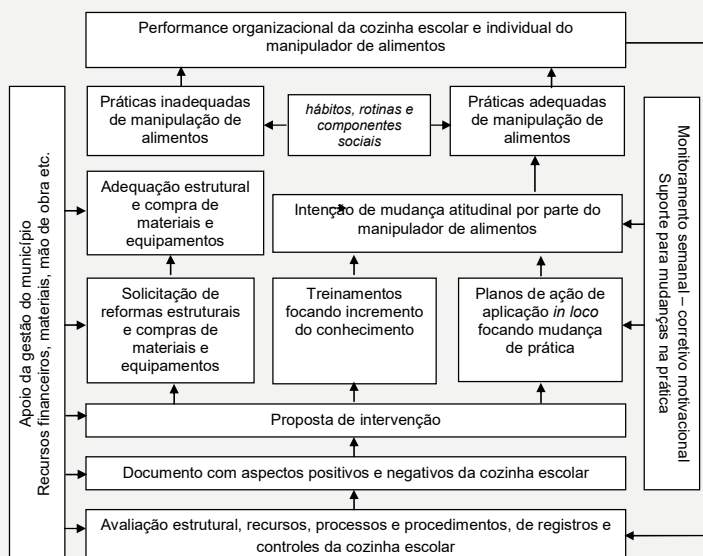 Performance organizacional da cozinha escolar e individual do
manipulador de alimentos
Práticas inadequadas
de manipulação de
alimentos
hábitos, rotinas e
componentes
sociais
Práticas adequadas
de manipulação de
alimentos
Adequação estrutural
e compra de
materiais e
equipamentos
Intenção de mudança atitudinal por parte do
manipulador de alimentos
Solicitação de
reformas estruturais
e compras de
materiais e
equipamentos
Treinamentos
focando incremento
do conhecimento
Planos de ação de
aplicação in loco
focando mudança
de prática
Proposta de intervenção
Documento com aspectos positivos e negativos da cozinha escolar
Avaliação estrutural, recursos, processos e procedimentos, de registros e
controles da cozinha escolar
Apoio da gestão do município
Recursos financeiros, materiais, mão de obra etc.
Monitoramento semanal – corretivo motivacional
Suporte para mudanças na prática